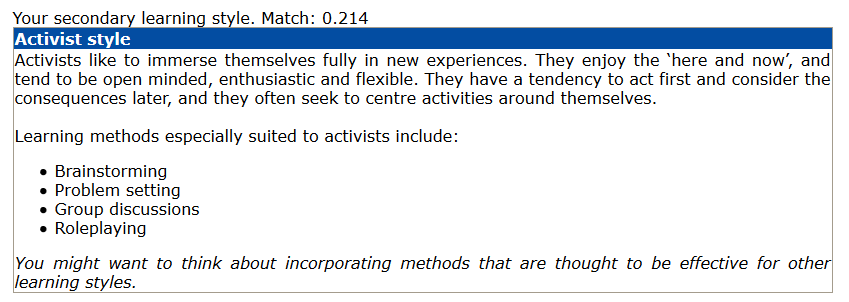 Your secondary learning style. Match: 0.214
Activist style
Activists like to immerse themselves fully in new experiences. They enjoy the ‘here and now’, and
tend to be open minded, enthusiastic and flexible. They have a tendency to act first and consider the
consequences later, and they often seek to centre activities around themselves.
Learning methods especially suited to activists include:
• Brainstorming
• Problem setting
• Group discussions
• Roleplaying
You might want to think about incorporating methods that are thought to be effective for other
learning styles.